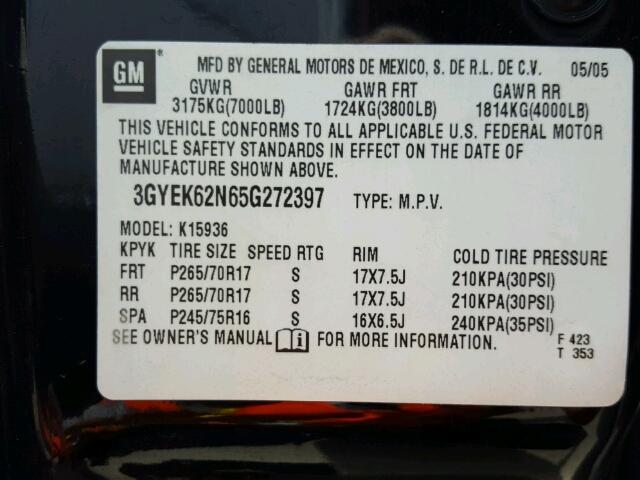 GM® MFD BY GENERAL MOTORS DE MEXICO, S. DE R.L. DE C.V. 05/05
GVWR GAWR FRT GAWR RR
3175KG(7000LB) 1724KG(3800LB) 1814KG(4000LB)
THIS VEHICLE CONFORMS TO ALL APPLICABLE U.S. FEDERAL MOTOR
VEHICLE SAFETY STANDARDS IN EFFECT ON THE DATE OF
MANUFACTURE SHOWN ABOVE.
3GYEK62N65G272397 TYPE: M.P.V.
MODEL: K15936
KPYK TIRE SIZE SPEED RTG RIM COLD TIRE PRESSURE
FRT P265/70R17 S 17X7.5J 210KPA(30PSI)
RR P265/70R17 S 17X7.5J 210KPA(30PSI)
SPA P245/75R16 S 16X6.5J 240KPA(35PSI)
SEE OWNER'S MANUAL i FOR MORE INFORMATION. F 423
T 353